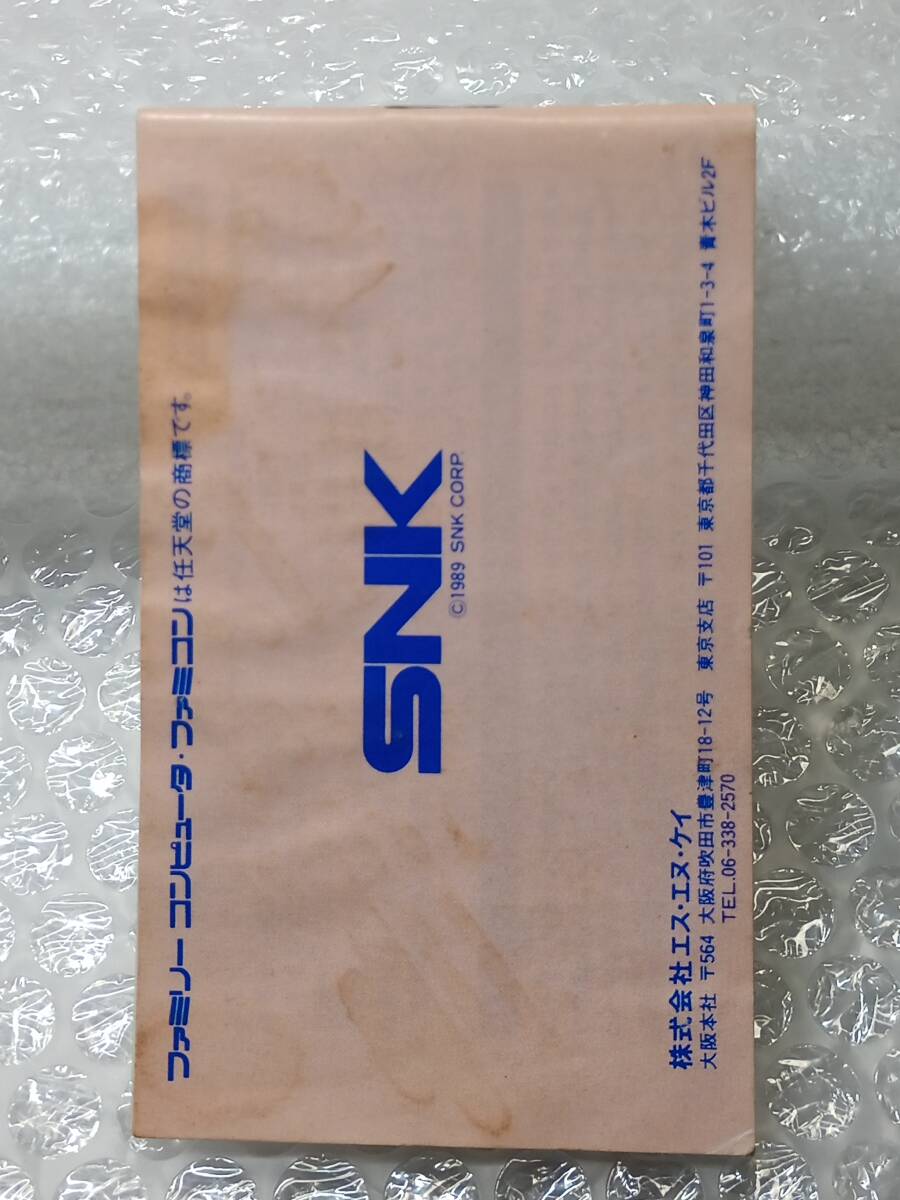 ファミリー コンピュータ・ファミコンは任天堂の商標です。
SNK
©1989 SNK CORP.
株式会社エス・エヌ・ケイ
大阪本社 〒564 大阪府吹田市豊津町18-12号 東京支店 〒101 東京都千代田区神田和泉町1-3-4 青木ビル2F
TEL.06-338-2570